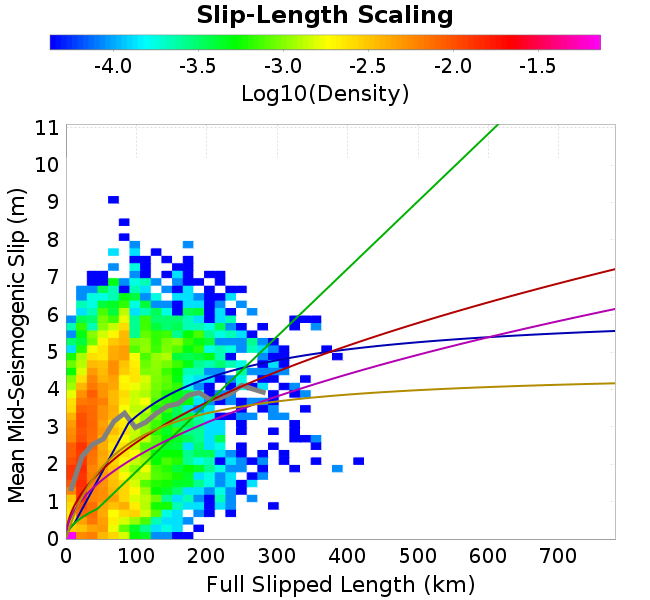 Slip-Length Scaling
-4.0 -3.5 -3.0 -2.5 -2.0 -1.5
Log10(Density)
11
10
9
8
7
6
5
4
3
2
1
0
Mean Mid-Seismogenic Slip (m)
0 100 200 300 400 500 600 700
Full Slipped Length (km)